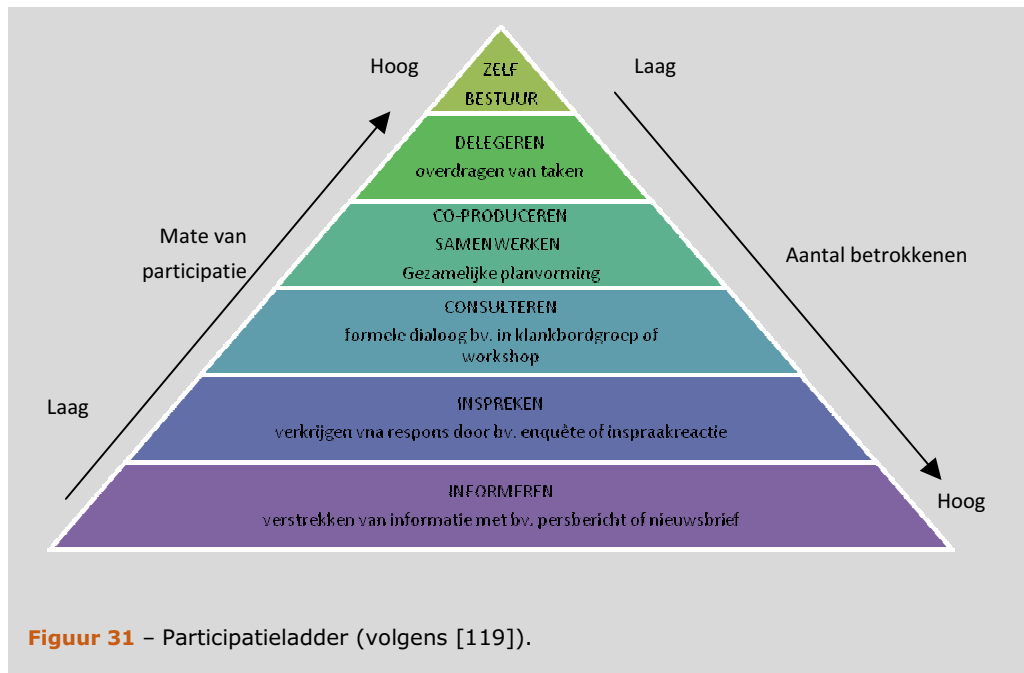 Hoog
Laag
ZELF
BESTUUR
DELEGEREN
overdragen van taken
CO-PRODUCEREN
SAMENWERKEN
Gezamelijke planvorming
Mate van
participatie
Aantal betrokkenen
CONSULTEREN
formele dialoog bv. in klankbordgroep of
workshop
Laag
INSPREKEN
verkrijgen vna respons door bv. enquête of inspraakreactie
Hoog
INFORMEREN
verstrekken van informatie met bv. persbericht of nieuwsbrief
Figuur 31 – Participatieladder (volgens [119]).